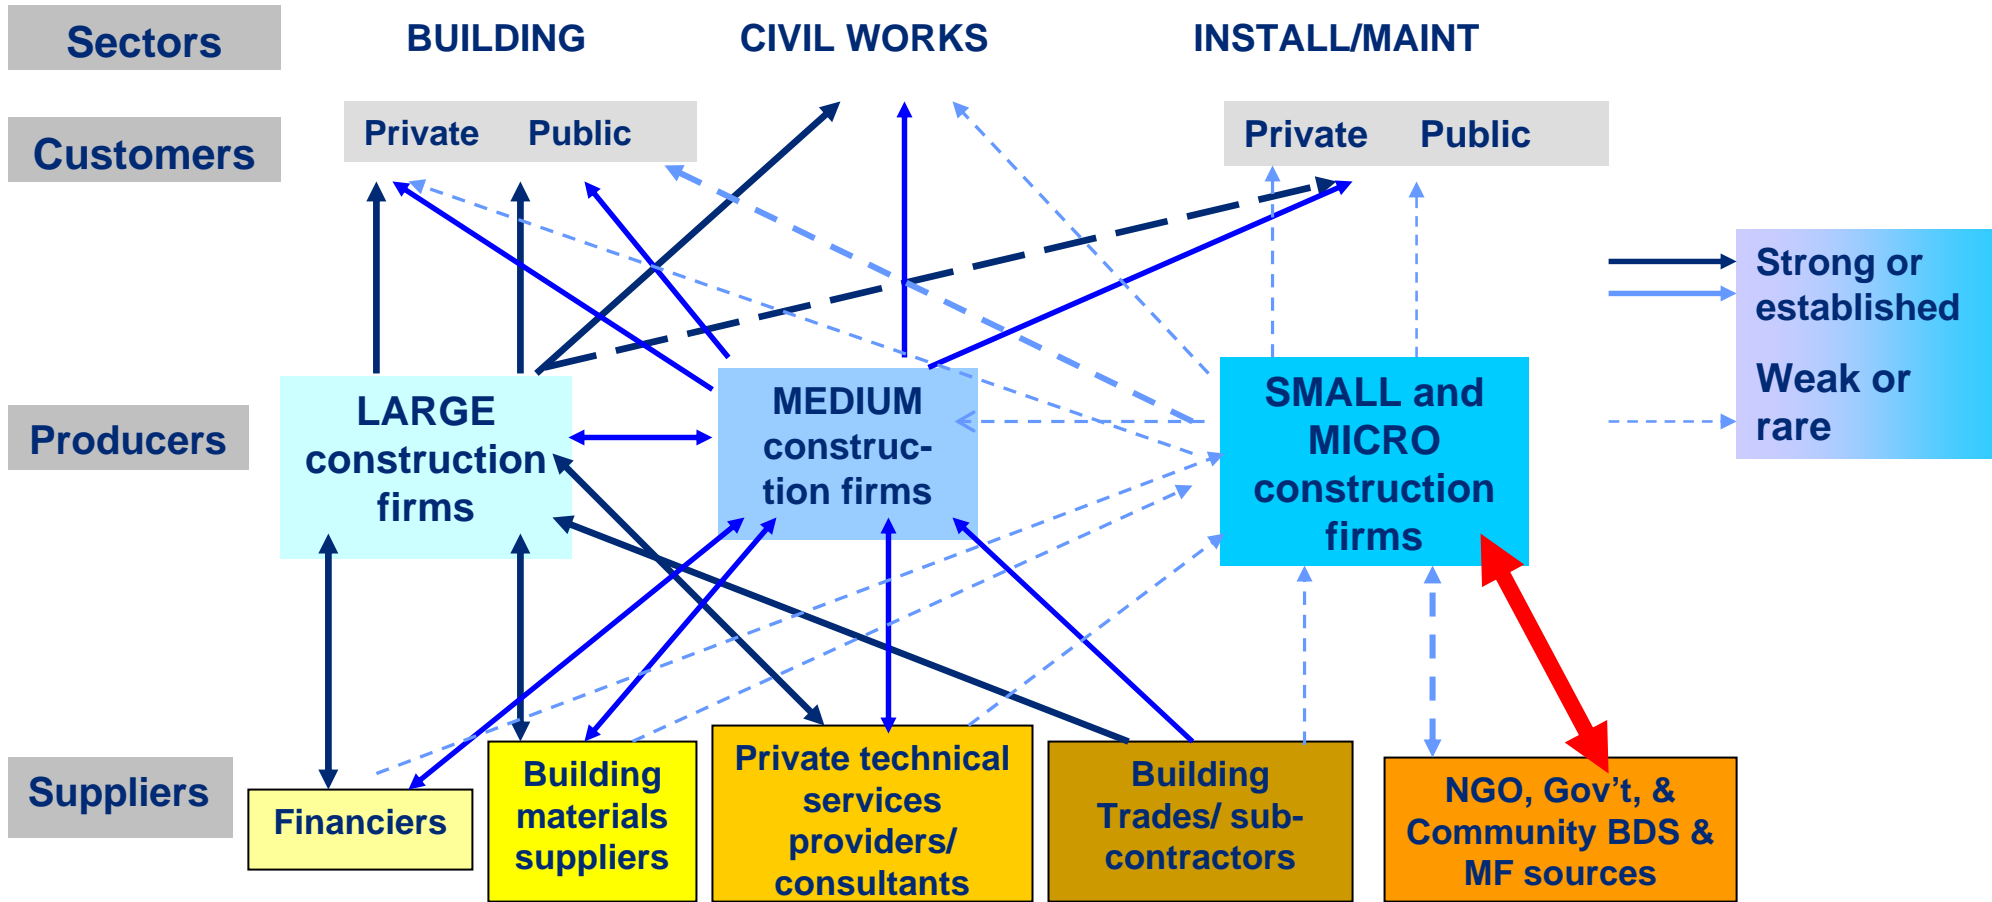 Sectors
BUILDING
CIVIL WORKS
INSTALL/MAINT
Customers
Private Public
Private Public
Strong or
established
Weak or
rare
Producers
LARGE
construction
firms
MEDIUM
construc-
tion firms
SMALL and
MICRO
construction
firms
Suppliers
Financiers
Building
materials
suppliers
Private technical
services
providers/
consultants
Building
Trades/ sub-
contractors
NGO, Gov’t, &
Community BDS &
MF sources